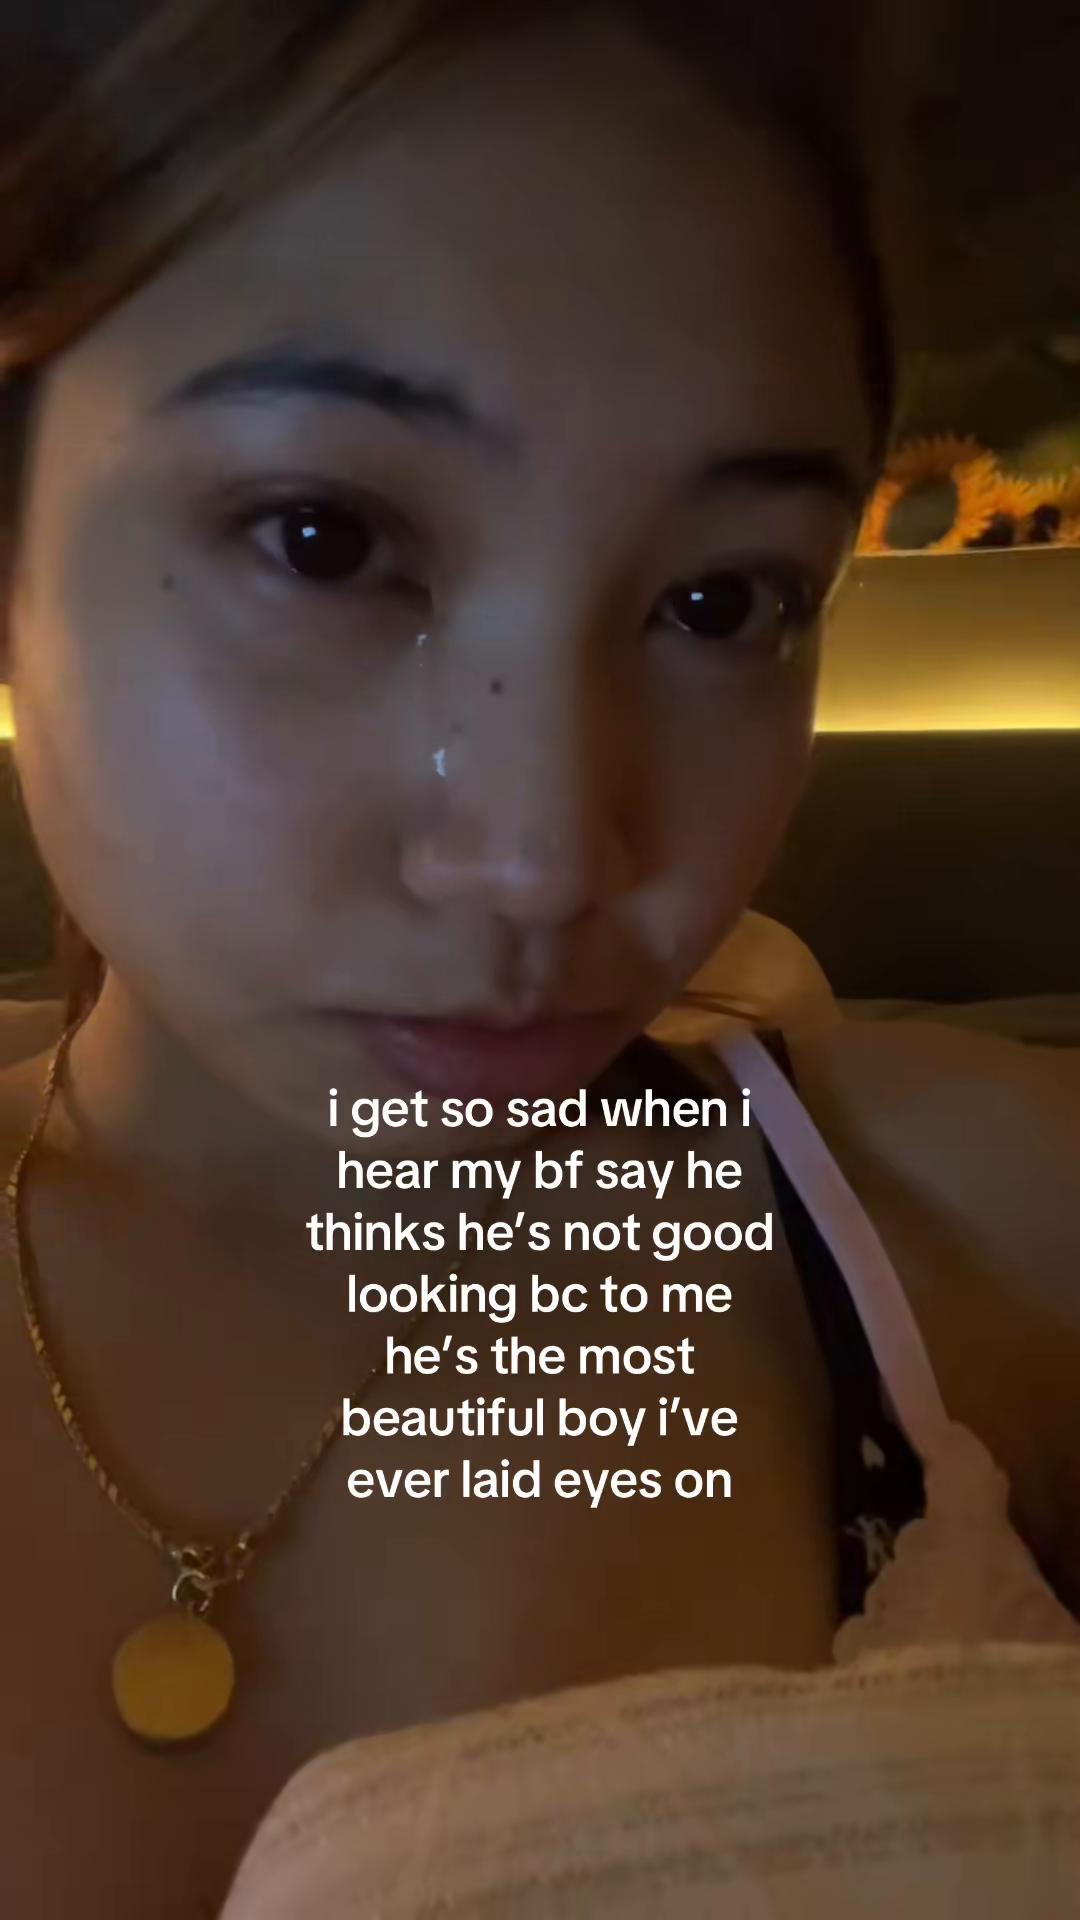 i get so sad when i
hear my bf say he
thinks he’s not good
looking bc to me
he’s the most
beautiful boy i’ve
ever laid eyes on